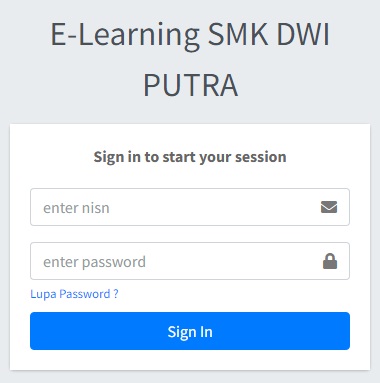 E-Learning SMK DWI
PUTRA
Sign in to start your session
enter nisn
enter password
Lupa Password ?
Sign In